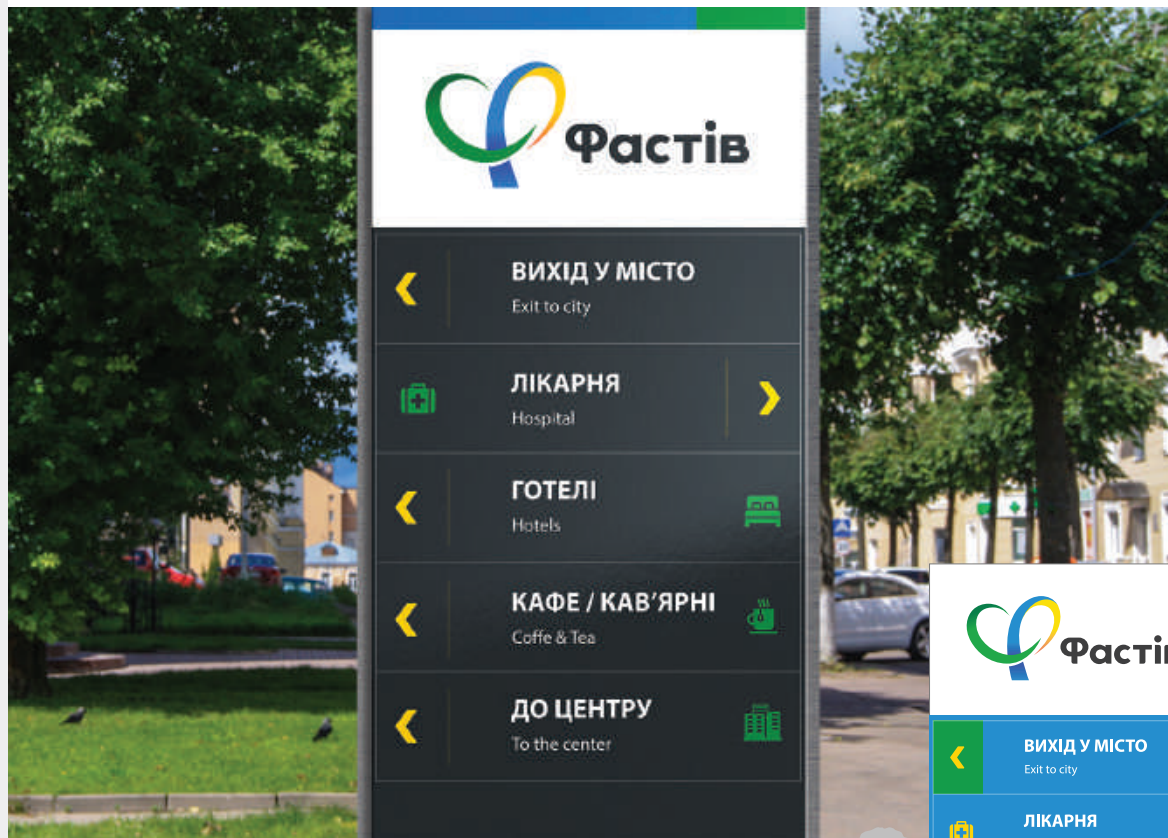 Фастів
ВИХІД У МІСТО
Exit to city
ЛІКАРНЯ
Hospital
ГОТЕЛІ
Hotels
КАФЕ / КАВ'ЯРНІ
Coffe & Tea
ДО ЦЕНТРУ
To the center
ВИХІД У МІСТО
Exit to city
ЛІКАРНЯ